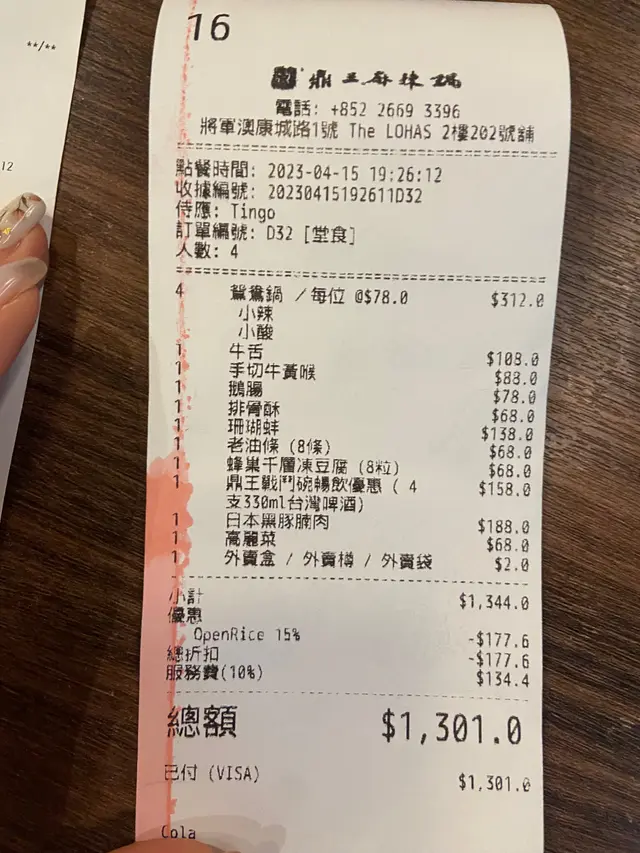 **/**
12
16
鼎王麻辣鍋
電話: +852 2669 3396
將軍澳康城路1號 The LOHAS 2樓202號舖
點餐時間: 2023-04-15 19:26:12
收據編號: 20230415192611D32
侍應: Tingo
訂單編號: D32 [堂食]
人數: 4
4 鴛鴦鍋 /每位 @$78.0 $312.0
小辣
小酸
1 牛舌 $108.0
1 手切牛黃喉 $88.0
1 鵝腸 $78.0
1 排骨酥 $68.0
1 珊瑚蚌 $138.0
1 老油條 (8條) $68.0
1 蜂巢千層凍豆腐 (8粒) $68.0
1 鼎王戰鬥碗暢飲優惠 ( 4 $158.0
支330ml台灣啤酒)
1 日本黑豚腩肉 $188.0
1 高麗菜 $68.0
1 外賣盒 / 外賣樽 / 外賣袋 $2.0
小計 $1,344.0
優惠
OpenRice 15% -$177.6
總折扣 -$177.6
服務費(10%) $134.4
總額 $1,301.0
已付 (VISA) $1,301.0
Cola